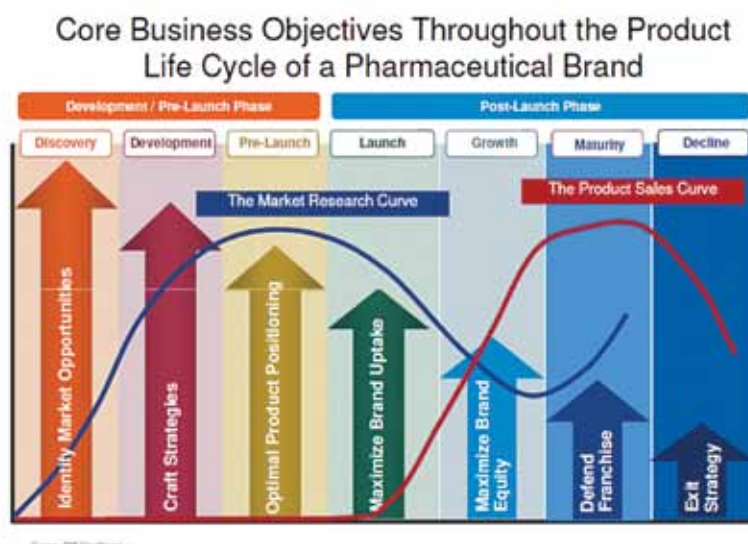 Core Business Objectives Throughout the Product
Life Cycle of a Pharmaceutical Brand
Development / Pre-Launch Phase
Post-Launch Phase
Discovery
Development
Pre-Launch
Launch
Growth
Maturity
Decline
The Market Research Curve
The Product Sales Curve
Identify Market Opportunities
Craft Strategies
Optimal Product Positioning
Maximize Brand Uptake
Maximize Brand
Equity
Defend
Franchise
Exit
Strategy